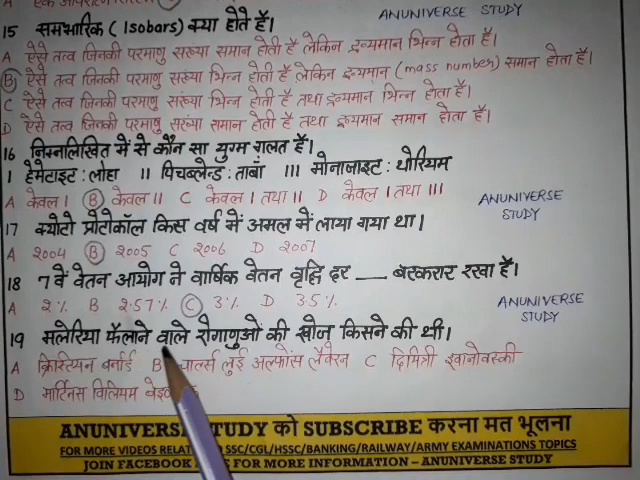 ANUNIVERSE STUDY
15 समभारिक ( Isobars ) क्या होते है।
A ऐसे तत्व जिनकी परमाणु संख्या समान होती है लेकिन द्रव्यमान भिन्न होता है।
B ऐसे तत्व जिनकी परमाणु संख्या भिन्न होती है लेकिन द्रव्यमान (mass number) समान होता है।
C ऐसे तत्व जिनकी परमाणु संख्या भिन्न होती है तथा द्रव्यमान भिन्न होता है।
D ऐसे तत्व जिनकी परमाणु संख्या समान होती है तथा द्रव्यमान समान होता है।
16 निम्नलिखित में से कौन सा युग्म गलत है।
I हेमेटाइट : लोहा II पिचब्लेन्ड : ताबां III मोनाजाइट : थोरियम
A केवल I B केवल II C केवल I तथा II D केवल I तथा III
ANUNIVERSE
STUDY
17 क्योटो प्रोटोकॉल किस वर्ष में अमल में लाया गया था।
A 2004 B 2005 C 2006 D 2007
18 7 वें वेतन आयोग ने वार्षिक वेतन वृद्धि दर ___ बरकरार रखा है।
A 2% B 2.57% C 3% D 3.5%
ANUNIVERSE
STUDY
19 मलेरिया फैलाने वाले रोगाणुओं की खोज किसने की थी।
A क्रिस्टियन बर्नार्ड B चार्ल्स लुई अल्फोंस लैवेरन C दिमित्री इवानोवस्की
D मार्टिनस विलियम
ANUNIVERSE STUDY को SUBSCRIBE करना मत भूलना
FOR MORE VIDEOS RELAT SSC/CGL/HSSC/BANKING/RAILWAY/ARMY EXAMINATIONS TOPICS
JOIN FACEBOOK FOR MORE INFORMATION – ANUNIVERSE STUDY